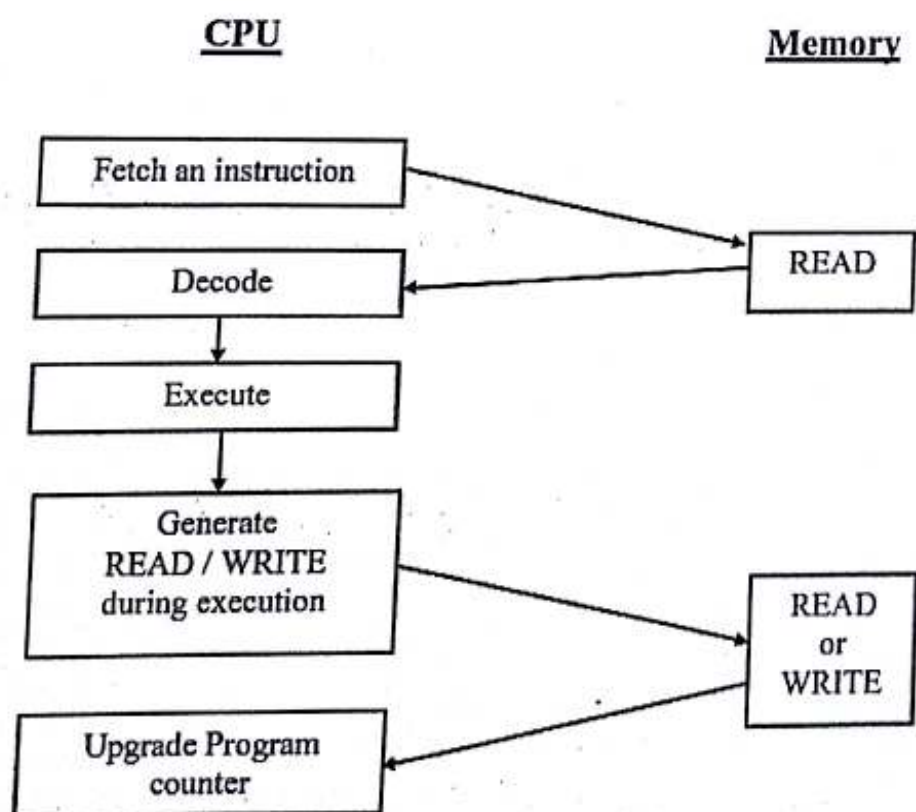 CPU
Memory
Fetch an instruction
READ
Decode
Execute
Generate
READ / WRITE
during execution
READ
or
WRITE
Upgrade Program
counter